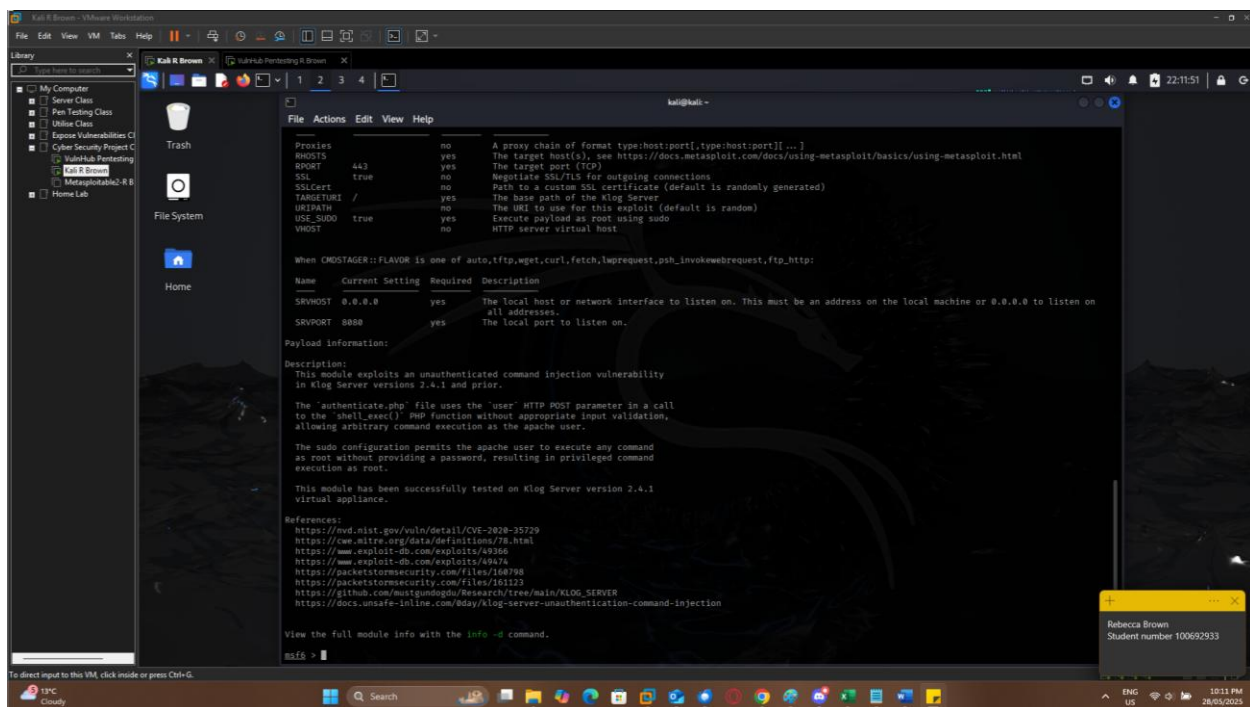 Kali R Brown - VMware Workstation
File Edit View VM Tabs Help
Library
Type here to search
My Computer
Server Class
Pen Testing Class
Utilise Class
Expose Vulnerabilities Cl
Cyber Security Project C
VulnHub Pentesting
Kali R Brown
Metasploitable2-R B
Home Lab
Kali R Brown
VulnHub Pentesting R Brown
1 2 3 4
22:11:51
Trash
File System
Home
kali@kali: ~
File Actions Edit View Help
Proxies no A proxy chain of format type:host:port[,type:host:port][ ... ]
RHOSTS yes The target host(s), see https://docs.metasploit.com/docs/using-metasploit/basics/using-metasploit.html
RPORT 443 yes The target port (TCP)
SSL true no Negotiate SSL/TLS for outgoing connections
SSLCert no Path to a custom SSL certificate (default is randomly generated)
TARGETURI / yes The base path of the Klog Server
URIPATH no The URI to use for this exploit (default is random)
USE_SUDO true yes Execute payload as root using sudo
VHOST no HTTP server virtual host
When CMDSTAGER::FLAVOR is one of auto,tftp,wget,curl,fetch,lwprequest,psh_invokewebrequest,ftp_http:
Name Current Setting Required Description
SRVHOST 0.0.0.0 yes The local host or network interface to listen on. This must be an address on the local machine or 0.0.0.0 to listen on
all addresses.
SRVPORT 8080 yes The local port to listen on.
Payload information:
Description:
This module exploits an unauthenticated command injection vulnerability
in Klog Server versions 2.4.1 and prior.
The `authenticate.php` file uses the `user` HTTP POST parameter in a call
to the `shell_exec()` PHP function without appropriate input validation,
allowing arbitrary command execution as the apache user.
The sudo configuration permits the apache user to execute any command
as root without providing a password, resulting in privileged command
execution as root.
This module has been successfully tested on Klog Server version 2.4.1
virtual appliance.
References:
https://nvd.nist.gov/vuln/detail/CVE-2020-35729
https://cwe.mitre.org/data/definitions/78.html
https://www.exploit-db.com/exploits/49366
https://www.exploit-db.com/exploits/49474
https://packetstormsecurity.com/files/160798
https://packetstormsecurity.com/files/161123
https://github.com/mustgundogdu/Research/tree/main/KLOG_SERVER
https://docs.unsafe-inline.com/0day/klog-server-unauthentication-command-injection
View the full module info with the info -d command.
msf6 >
Rebecca Brown
Student number 100692933
To direct input to this VM, click inside or press Ctrl+G.
5
13°C
Cloudy
Search
ENG
US
10:11 PM
28/05/2025